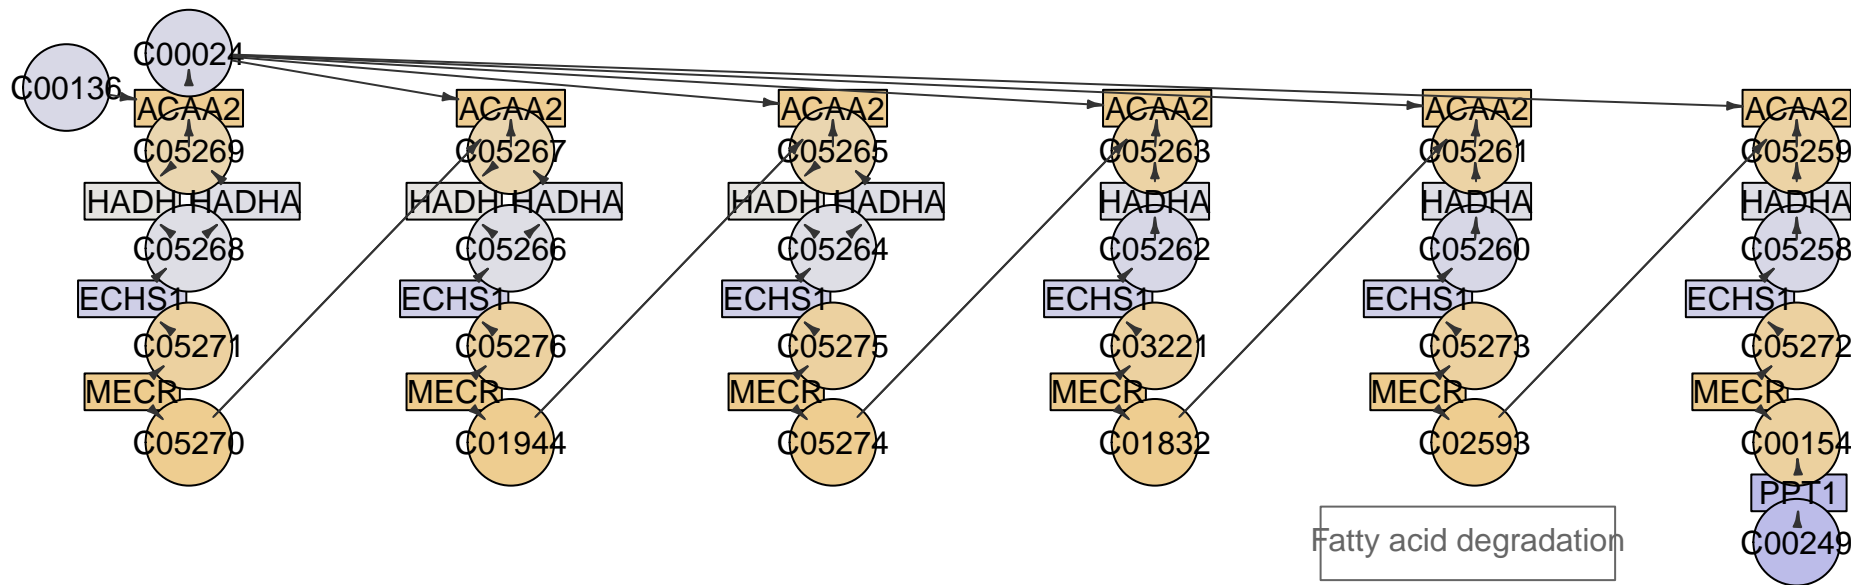 C00024
C00136
ACAA2 ACAA2 ACAA2 ACAA2 ACAA2 ACAA2
C05269 C05267 C05265 C05263 C05261 C05259
HADH HADHA HADH HADHA HADH HADHA HADHA HADHA HADHA
C05268 C05266 C05264 C05262 C05260 C05258
ECHS1 ECHS1 ECHS1 ECHS1 ECHS1 ECHS1
C05271 C05276 C05275 C03221 C05273 C05272
MECR MECR MECR MECR MECR MECR
C05270 C01944 C05274 C01832 C02593 C00154
PPT1
Fatty acid degradation C00249